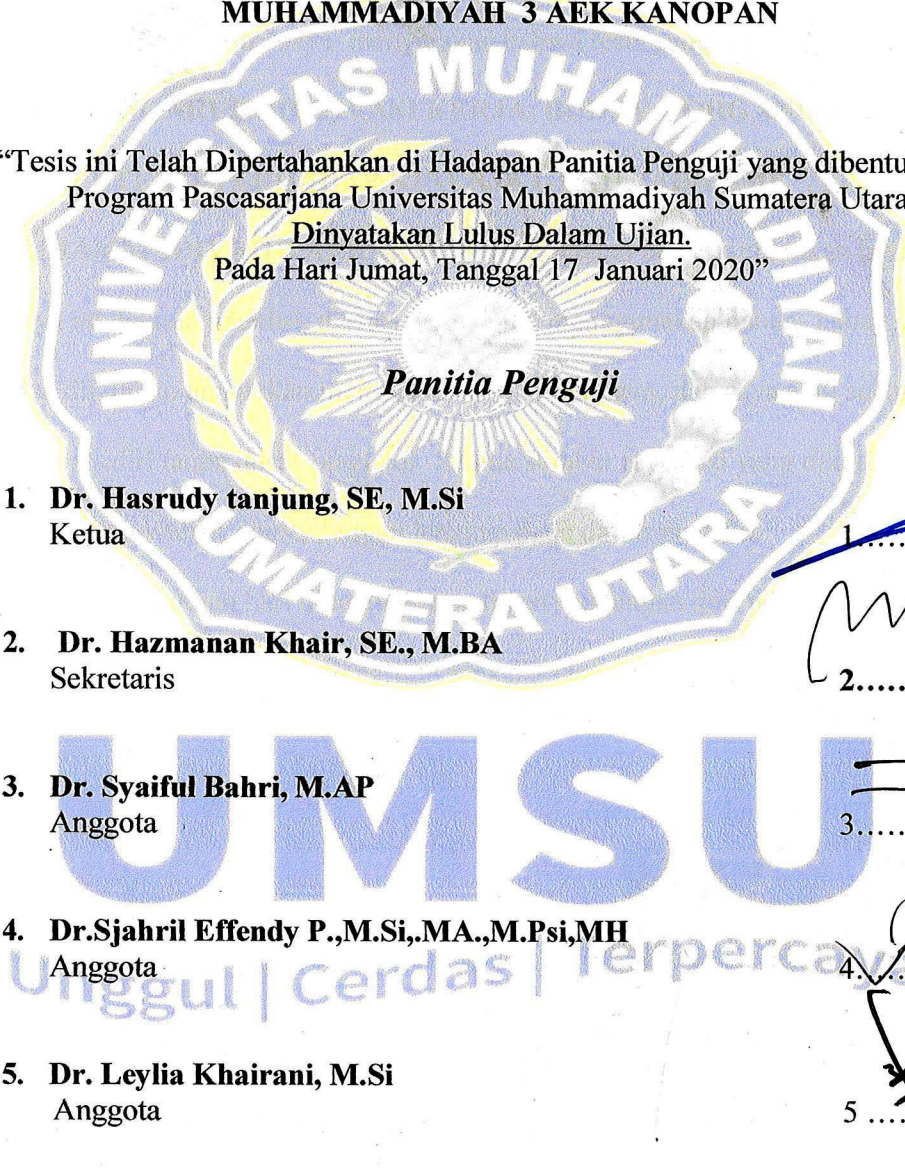 MUHAMMADIYAH 3 AEK KANOPAN
UNIVERSITAS MUHAMMADIYAH
SUMATERA UTARA
“Tesis ini Telah Dipertahankan di Hadapan Panitia Penguji yang dibentu
Program Pascasarjana Universitas Muhammadiyah Sumatera Utara
Dinyatakan Lulus Dalam Ujian.
Pada Hari Jumat, Tanggal 17 Januari 2020”
Panitia Penguji
1. Dr. Hasrudy tanjung, SE, M.Si
Ketua
1.....
2. Dr. Hazmanan Khair, SE., M.BA
Sekretaris
2.....
UMSU
3. Dr. Syaiful Bahri, M.AP
Anggota
3.....
4. Dr.Sjahril Effendy P.,M.Si,.MA.,M.Psi,MH
Anggota
4.....
Unggul | Cerdas | Terpercaya
5. Dr. Leylia Khairani, M.Si
Anggota
5 ....